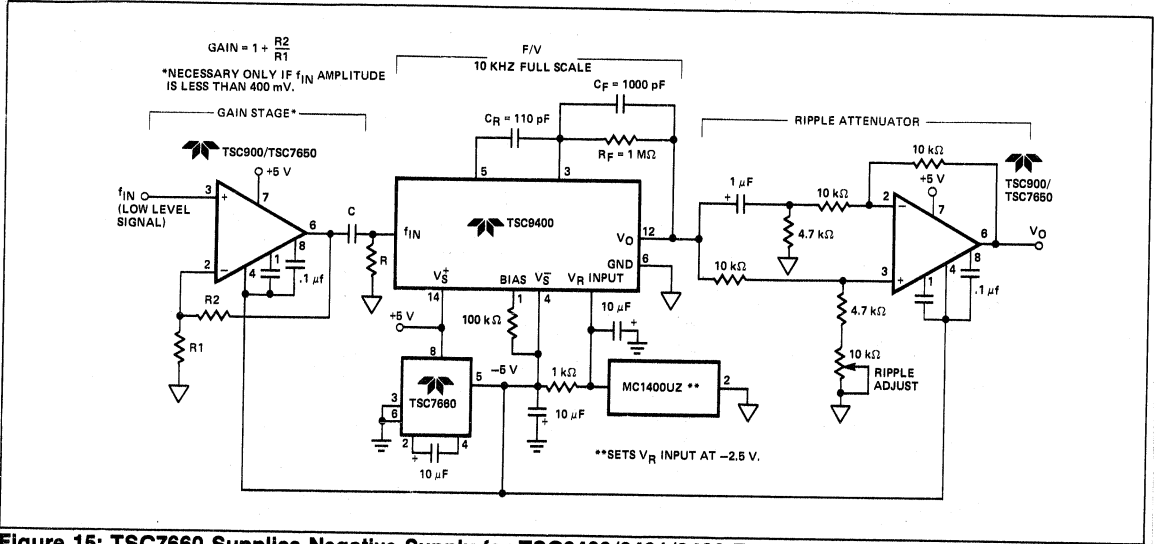 GAIN = 1 + R2/R1
*NECESSARY ONLY IF fIN AMPLITUDE
IS LESS THAN 400 mV.
F/V
10 KHZ FULL SCALE
GAIN STAGE*
TSC900/TSC7650
+5 V
fIN
(LOW LEVEL
SIGNAL)
3
+
7
6
2
−
4
1
8
.1 µf
R2
R1
C
R
CF = 1000 pF
CR = 110 pF
RF = 1 MΩ
5
3
fIN
TSC9400
VO
12
GND
6
VS+
BIAS
VS−
VR INPUT
14
1
4
+5 V
100 kΩ
10 µF
+
8
TSC7660
5
−5 V
1 kΩ
MC1400UZ **
2
3
6
2
4
+
10 µF
10 µF
+
**SETS VR INPUT AT −2.5 V.
RIPPLE ATTENUATOR
10 kΩ
TSC900/
TSC7650
+5 V
+
1 µF
10 kΩ
2
−
7
4.7 kΩ
6
VO
10 kΩ
3
+
1
4
8
.1 µf
4.7 kΩ
10 kΩ
RIPPLE
ADJUST
Figure 15: TSC7660 Supplies Negative Supply for